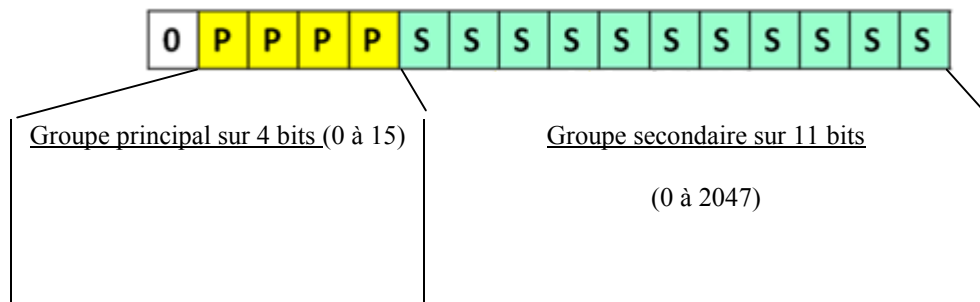 0 P P P P S S S S S S S S S S S
Groupe principal sur 4 bits (0 à 15)
Groupe secondaire sur 11 bits
(0 à 2047)